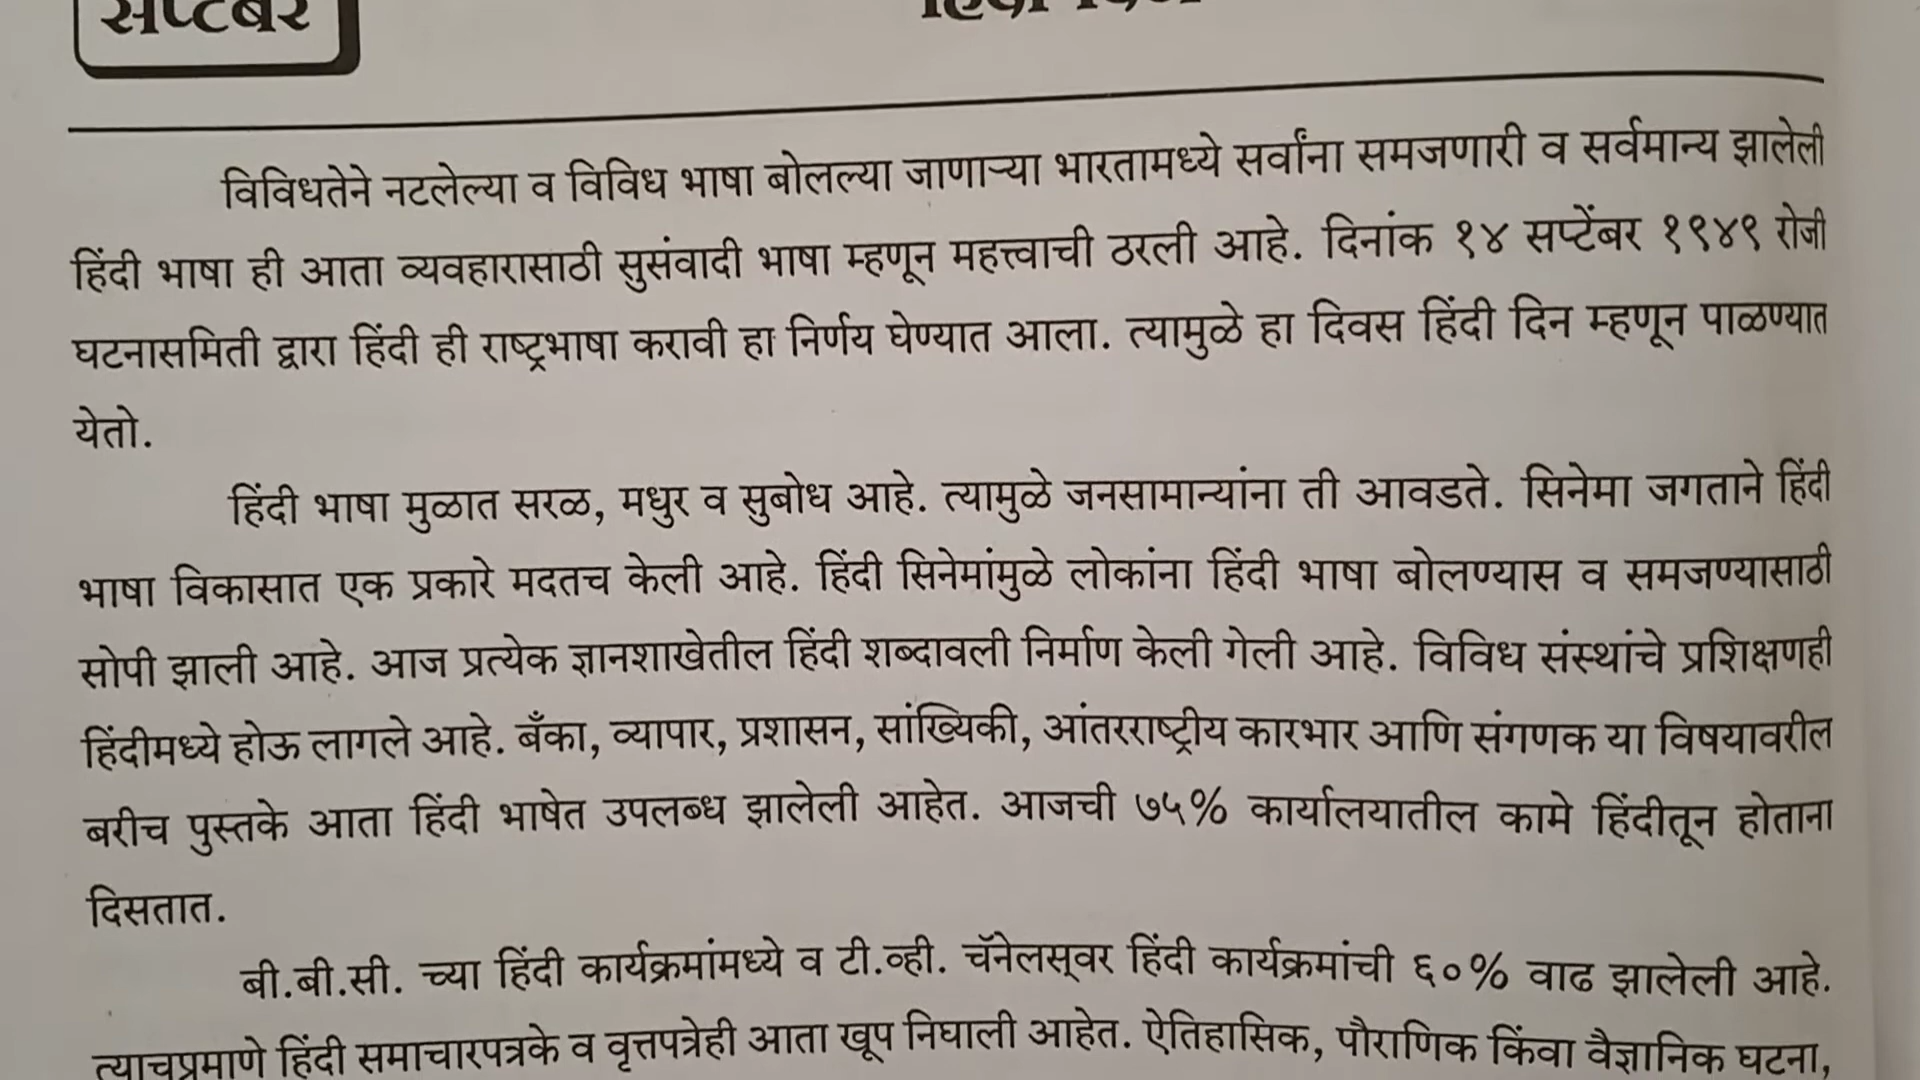 सप्टेंबर
हिंदी दिन
विविधतेने नटलेल्या व विविध भाषा बोलल्या जाणाऱ्या भारतामध्ये सर्वांना समजणारी व सर्वमान्य झालेली
हिंदी भाषा ही आता व्यवहारासाठी सुसंवादी भाषा म्हणून महत्त्वाची ठरली आहे. दिनांक १४ सप्टेंबर १९४९ रोजी
घटनासमिती द्वारा हिंदी ही राष्ट्रभाषा करावी हा निर्णय घेण्यात आला. त्यामुळे हा दिवस हिंदी दिन म्हणून पाळण्यात
येतो.
हिंदी भाषा मुळात सरळ, मधुर व सुबोध आहे. त्यामुळे जनसामान्यांना ती आवडते. सिनेमा जगताने हिंदी
भाषा विकासात एक प्रकारे मदतच केली आहे. हिंदी सिनेमांमुळे लोकांना हिंदी भाषा बोलण्यास व समजण्यासाठी
सोपी झाली आहे. आज प्रत्येक ज्ञानशाखेतील हिंदी शब्दावली निर्माण केली गेली आहे. विविध संस्थांचे प्रशिक्षणही
हिंदीमध्ये होऊ लागले आहे. बँका, व्यापार, प्रशासन, सांख्यिकी, आंतरराष्ट्रीय कारभार आणि संगणक या विषयावरील
बरीच पुस्तके आता हिंदी भाषेत उपलब्ध झालेली आहेत. आजची ७५% कार्यालयातील कामे हिंदीतून होताना
दिसतात.
बी.बी.सी. च्या हिंदी कार्यक्रमांमध्ये व टी.व्ही. चॅनेलस्‌वर हिंदी कार्यक्रमांची ६०% वाढ झालेली आहे.
त्याचप्रमाणे हिंदी समाचारपत्रके व वृत्तपत्रेही आता खूप निघाली आहेत. ऐतिहासिक, पौराणिक किंवा वैज्ञानिक घटना,